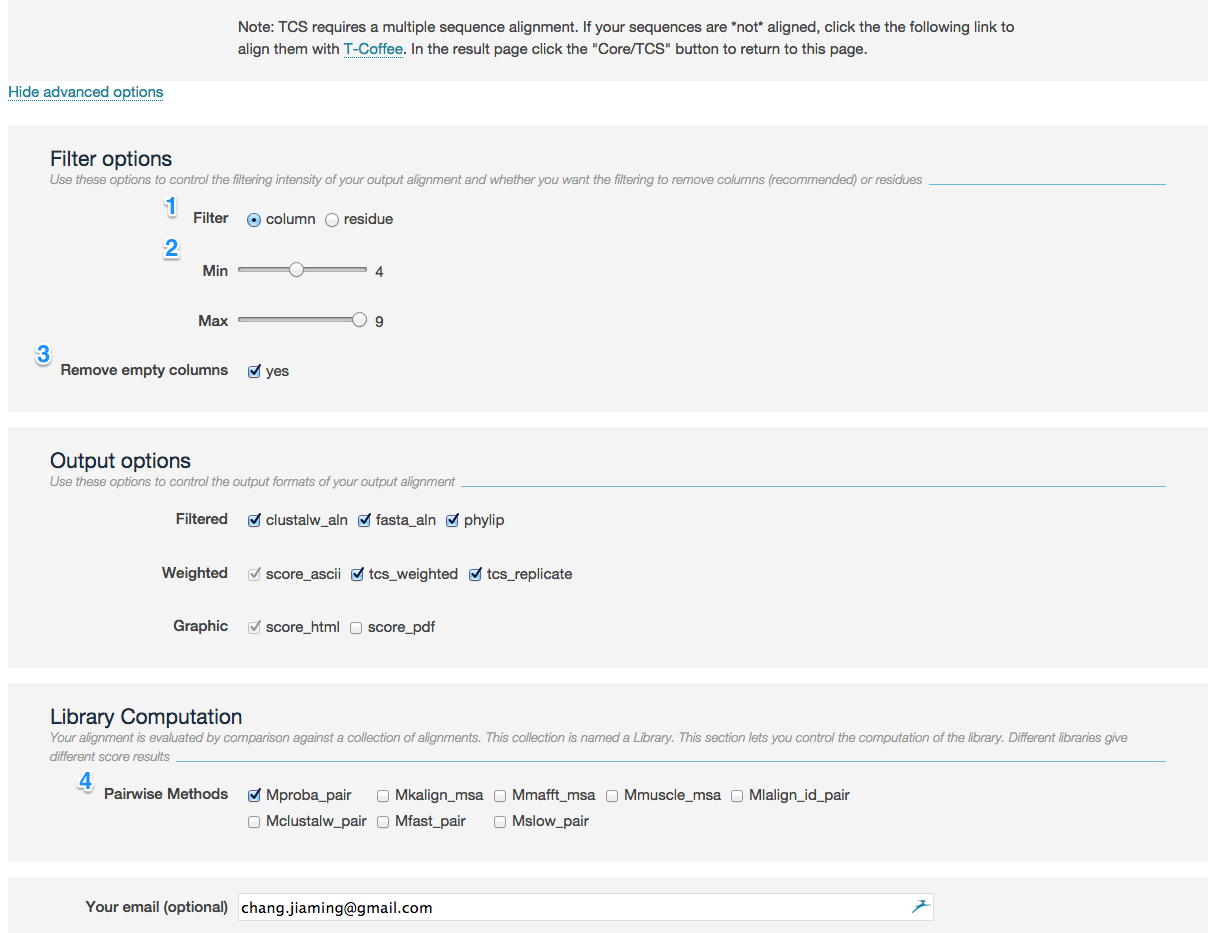 Note: TCS requires a multiple sequence alignment. If your sequences are *not* aligned, click the the following link to
align them with T-Coffee. In the result page click the "Core/TCS" button to return to this page.
Hide advanced options
Filter options
Use these options to control the filtering intensity of your output alignment and whether you want the filtering to remove columns (recommended) or residues
1 Filter column residue
2
Min 4
Max 9
3
Remove empty columns yes
Output options
Use these options to control the output formats of your output alignment
Filtered clustalw_aln fasta_aln phylip
Weighted score_ascii tcs_weighted tcs_replicate
Graphic score_html score_pdf
Library Computation
Your alignment is evaluated by comparison against a collection of alignments. This collection is named a Library. This section lets you control the computation of the library. Different libraries give
different score results
4 Pairwise Methods Mproba_pair Mkalign_msa Mmafft_msa Mmuscle_msa Mlalign_id_pair
Mclustalw_pair Mfast_pair Mslow_pair
Your email (optional) chang.jiaming@gmail.com